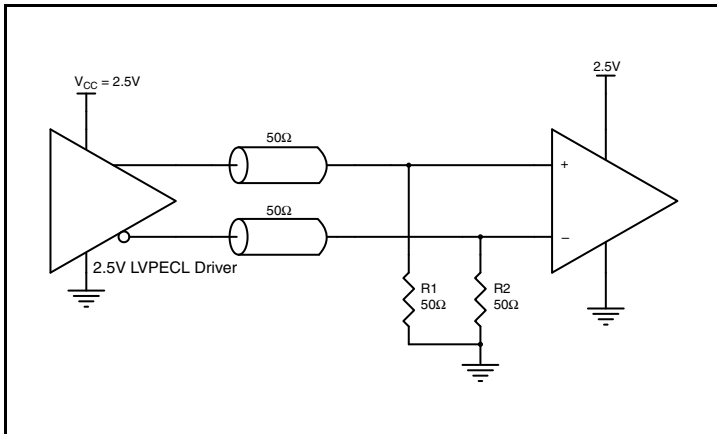 V_CC = 2.5V
2.5V
50Ω
+
50Ω
–
2.5V LVPECL Driver
R1
50Ω
R2
50Ω